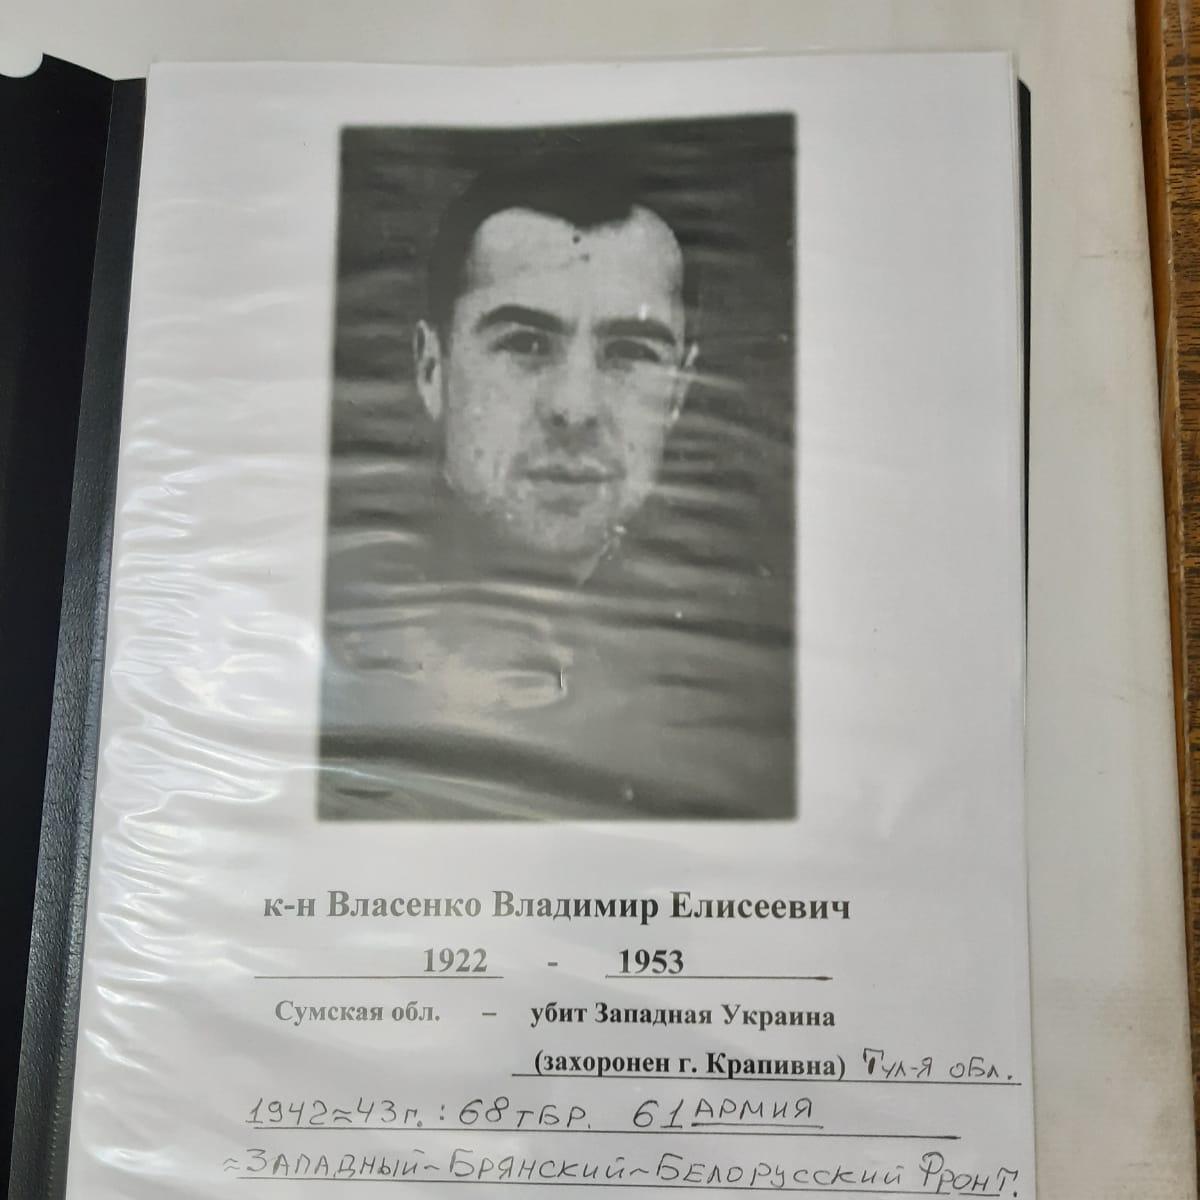 к-н Власенко Владимир Елисеевич
1922 - 1953
Сумская обл. – убит Западная Украина
(захоронен г. Крапивна) Тул-я обл.
1942≈43г.: 68 тбр. 61 АРМИЯ
≈ЗАПАДНЫЙ~БРЯНСКИЙ~БЕЛОРУССКИЙ ФРОНТ.